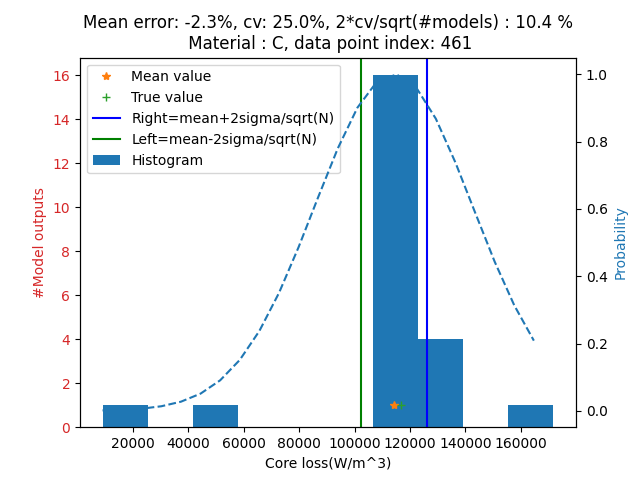 Mean error: -2.3%, cv: 25.0%, 2*cv/sqrt(#models) : 10.4 %
Material : C, data point index: 461
Mean value
True value
Right=mean+2sigma/sqrt(N)
Left=mean-2sigma/sqrt(N)
Histogram
#Model outputs
16
14
12
10
8
6
4
2
0
1.0
0.8
0.6
0.4
0.2
0.0
Probability
20000 40000 60000 80000 100000 120000 140000 160000
Core loss(W/m^3)